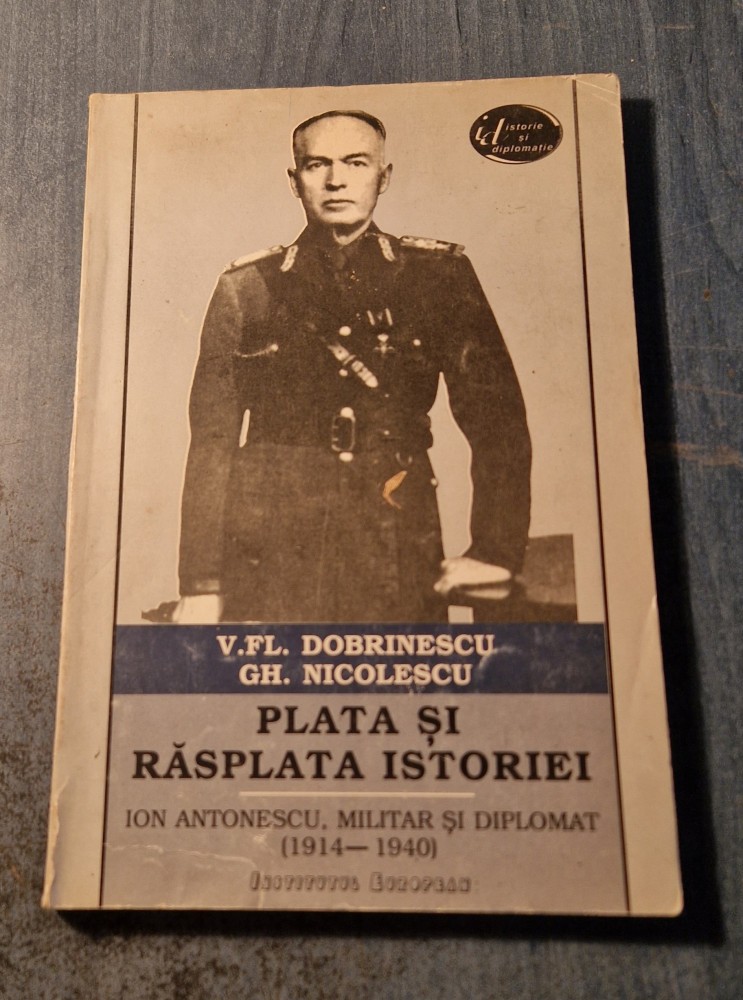 id istorie
și
diplomație
V.FL. DOBRINESCU
GH. NICOLESCU
PLATA ȘI
RĂSPLATA ISTORIEI
ION ANTONESCU, MILITAR ȘI DIPLOMAT
(1914— 1940)
INSTITUTUL EUROPEAN